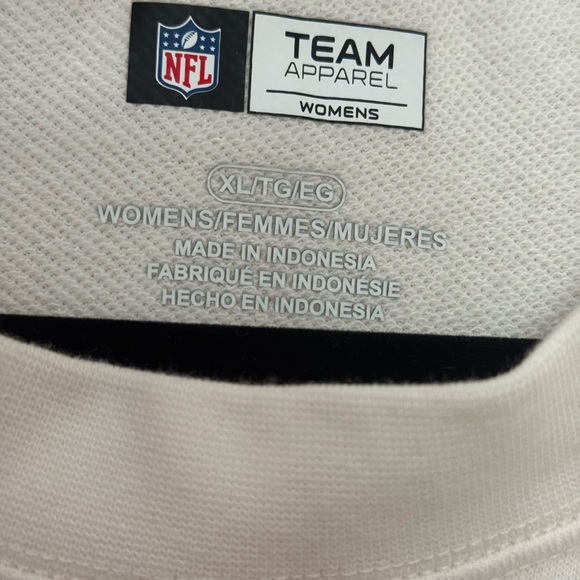 NFL
TEAM
APPAREL
WOMENS
XL/TG/EG
WOMENS/FEMMES/MUJERES
MADE IN INDONESIA
FABRIQUÉ EN INDONÉSIE
HECHO EN INDONESIA